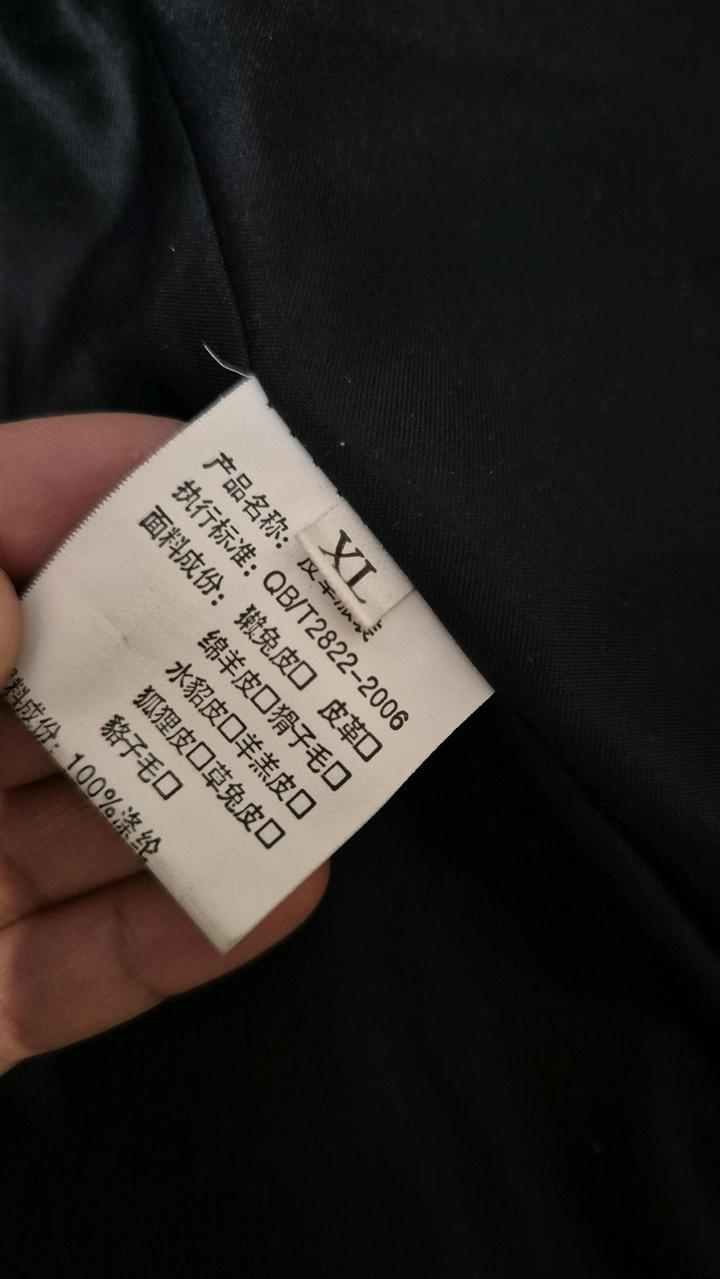 XL
产品名称:
执行标准: QB/T2822-2006
面料成份: 獭兔皮□ 皮革□
绵羊皮□猾子毛□
水貂皮□羊羔皮□
狐狸皮□草兔皮□
貉子毛□
料成份: 100%涤纶